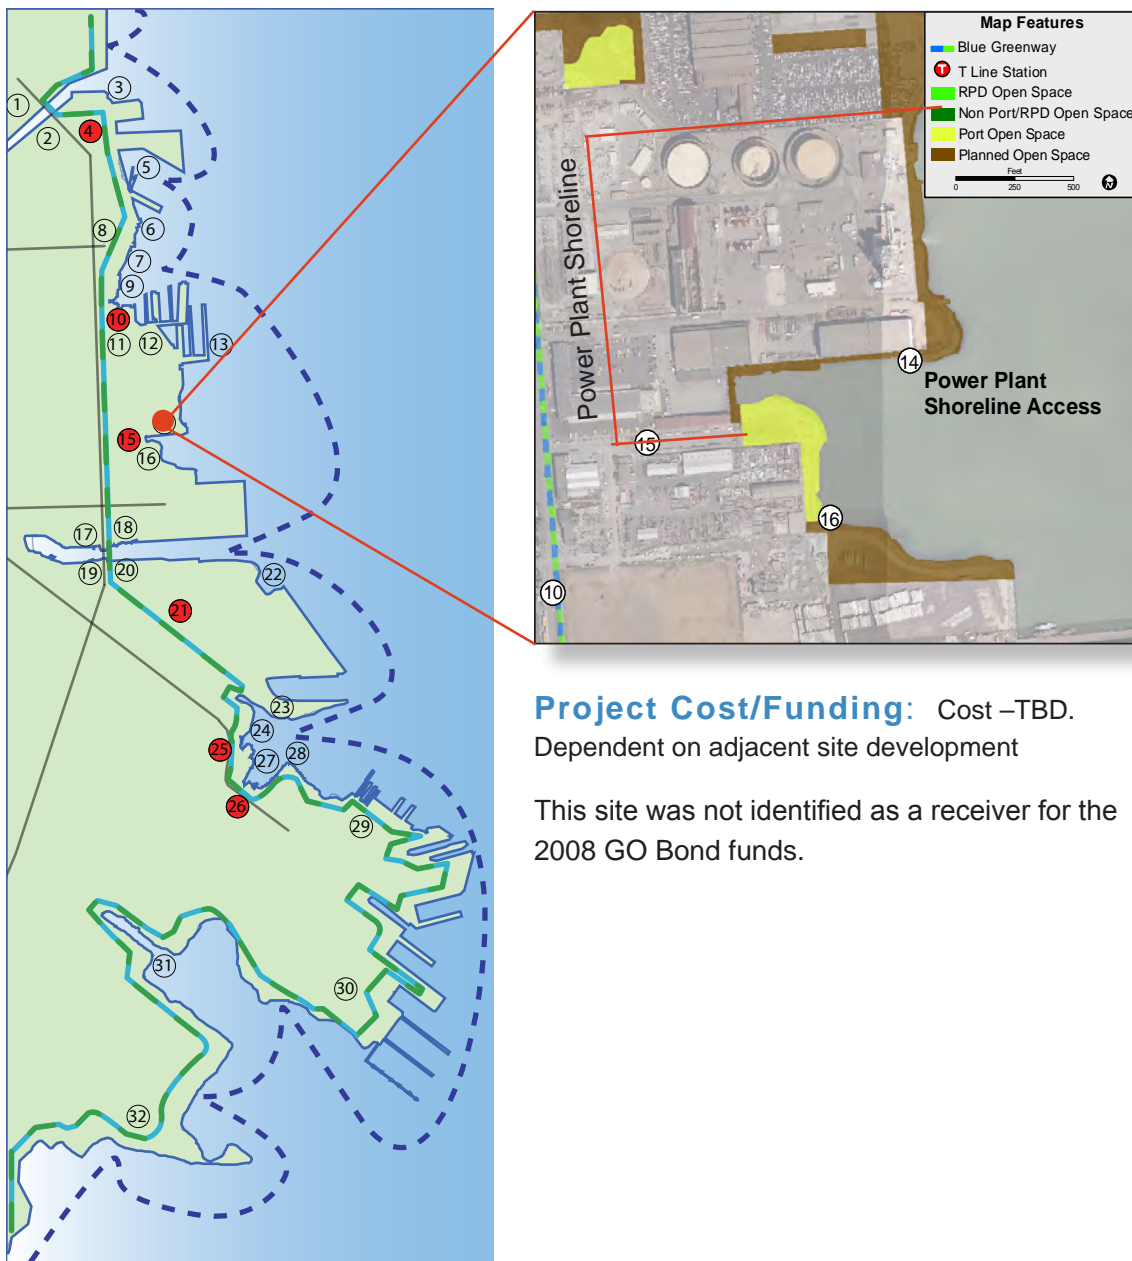 1
2
3
4
5
6
7
8
9
10
11
12
13
15
16
17
18
19
20
21
22
23
24
25
26
27
28
29
30
31
32
Map Features
Blue Greenway
T
T Line Station
RPD Open Space
Non Port/RPD Open Space
Port Open Space
Planned Open Space
Feet
0 250 500
N
Power Plant Shoreline
14
Power Plant
Shoreline Access
15
16
10
Project Cost/Funding: Cost –TBD.
Dependent on adjacent site development
This site was not identified as a receiver for the
2008 GO Bond funds.